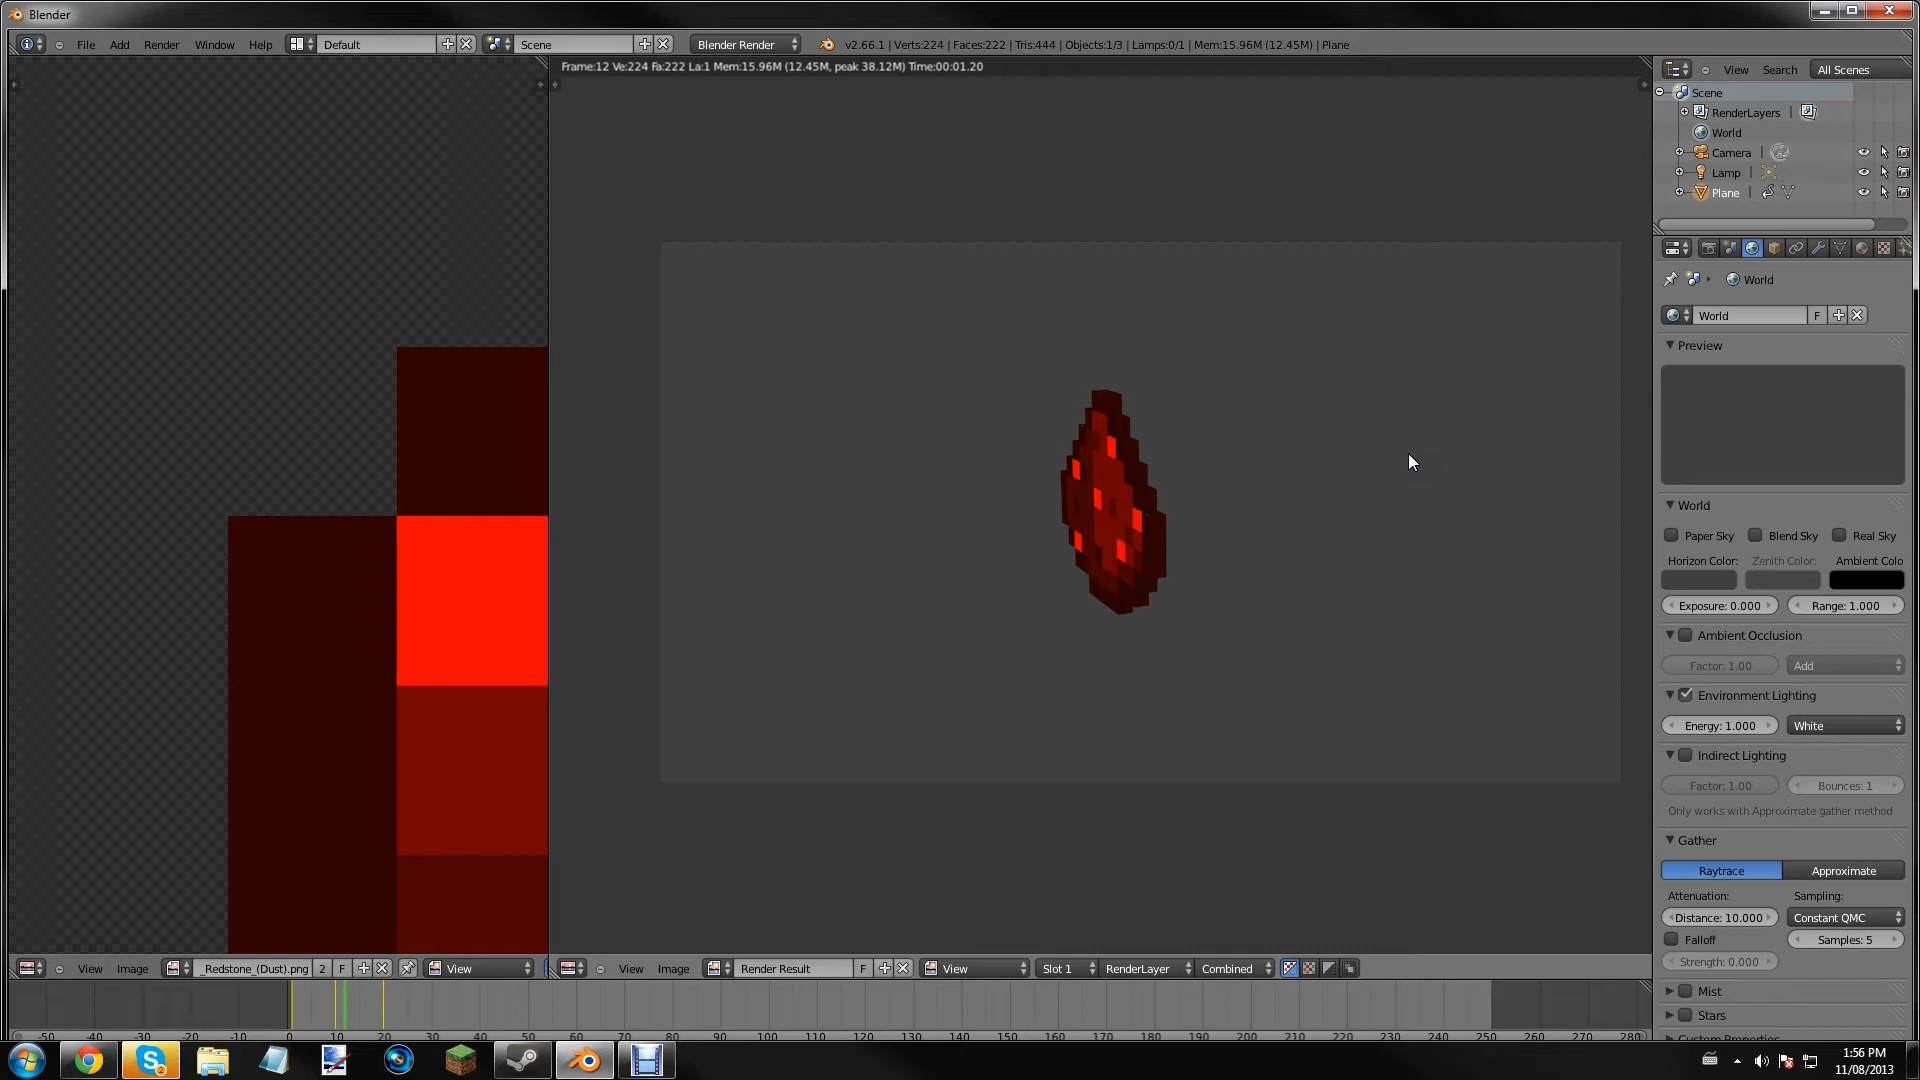 Blender
File Add Render Window Help Default Scene Blender Render v2.66.1 | Verts:224 | Faces:222 | Tris:444 | Objects:1/3 | Lamps:0/1 | Mem:15.96M (12.45M) | Plane
Frame:12 Ve:224 Fa:222 La:1 Mem:15.96M (12.45M, peak 38.12M) Time:00:01.20
View Search All Scenes
Scene
RenderLayers
World
Camera
Lamp
Plane
World
World F
Preview
World
Paper Sky Blend Sky Real Sky
Horizon Color: Zenith Color: Ambient Colo
Exposure: 0.000 Range: 1.000
Ambient Occlusion
Factor: 1.00 Add
Environment Lighting
Energy: 1.000 White
Indirect Lighting
Factor: 1.00 Bounces: 1
Only works with Approximate gather method
Gather
Raytrace Approximate
Attenuation: Sampling:
Distance: 10.000 Constant QMC
Falloff Samples: 5
Strength: 0.000
Mist
Stars
Custom Properties
View Image _Redstone_(Dust).png 2 F View
View Image Render Result F View Slot 1 RenderLayer Combined
-50 -40 -30 -20 -10 0 10 20 30 40 50 60 70 80 90 100 110 120 130 140 150 160 170 180 190 200 210 220 230 240 250 260 270 280
2
1:56 PM
11/08/2013